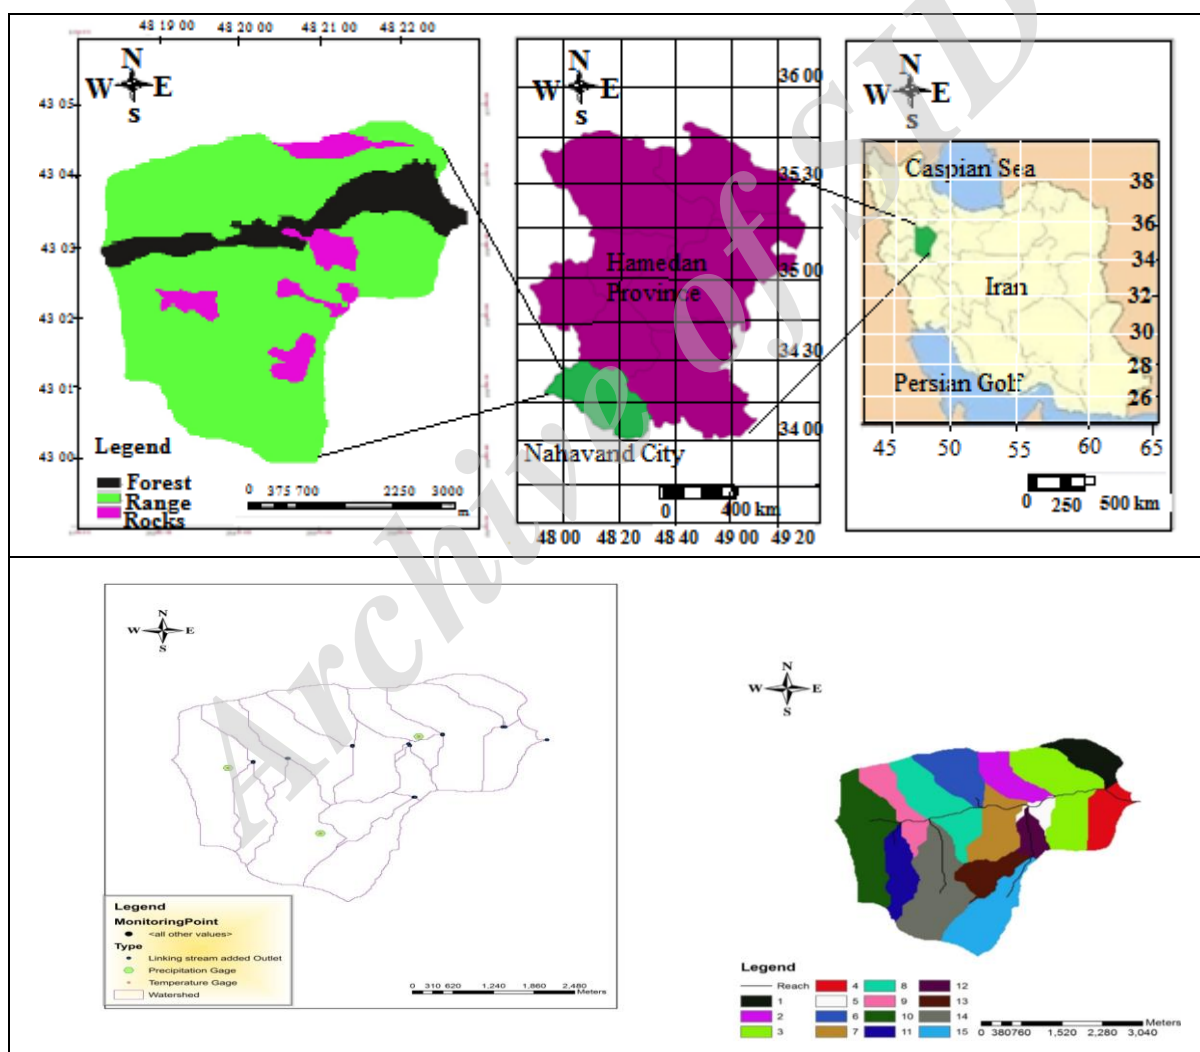 48 19 00 48 20 00 48 21 00 48 22 00
N
W E
s
43 05
43 04
43 03
43 02
43 01
43 00
Legend
Forest
Range
Rocks
0 375 700 2250 3000
m
N
W E
s
36 00
35 30
35 00
34 30
34 00
Hamedan
Province
Nahavand City
0 400 km
48 00 48 20 48 40 49 00 49 20
N
W E
s
Caspian Sea
Iran
Persian Golf
38
36
34
32
30
28
26
45 50 55 60 65
0 250 500 km
N
W E
S
Legend
MonitoringPoint
<all other values>
Type
Linking stream added Outlet
Precipitation Gage
Temperature Gage
Watershed
0 310 620 1,240 1,860 2,480
Meters
N
W E
S
Legend
Reach 4 8 12
1 5 9 13
2 6 10 14
3 7 11 15
Meters
0 380760 1,520 2,280 3,040
Archive of SID